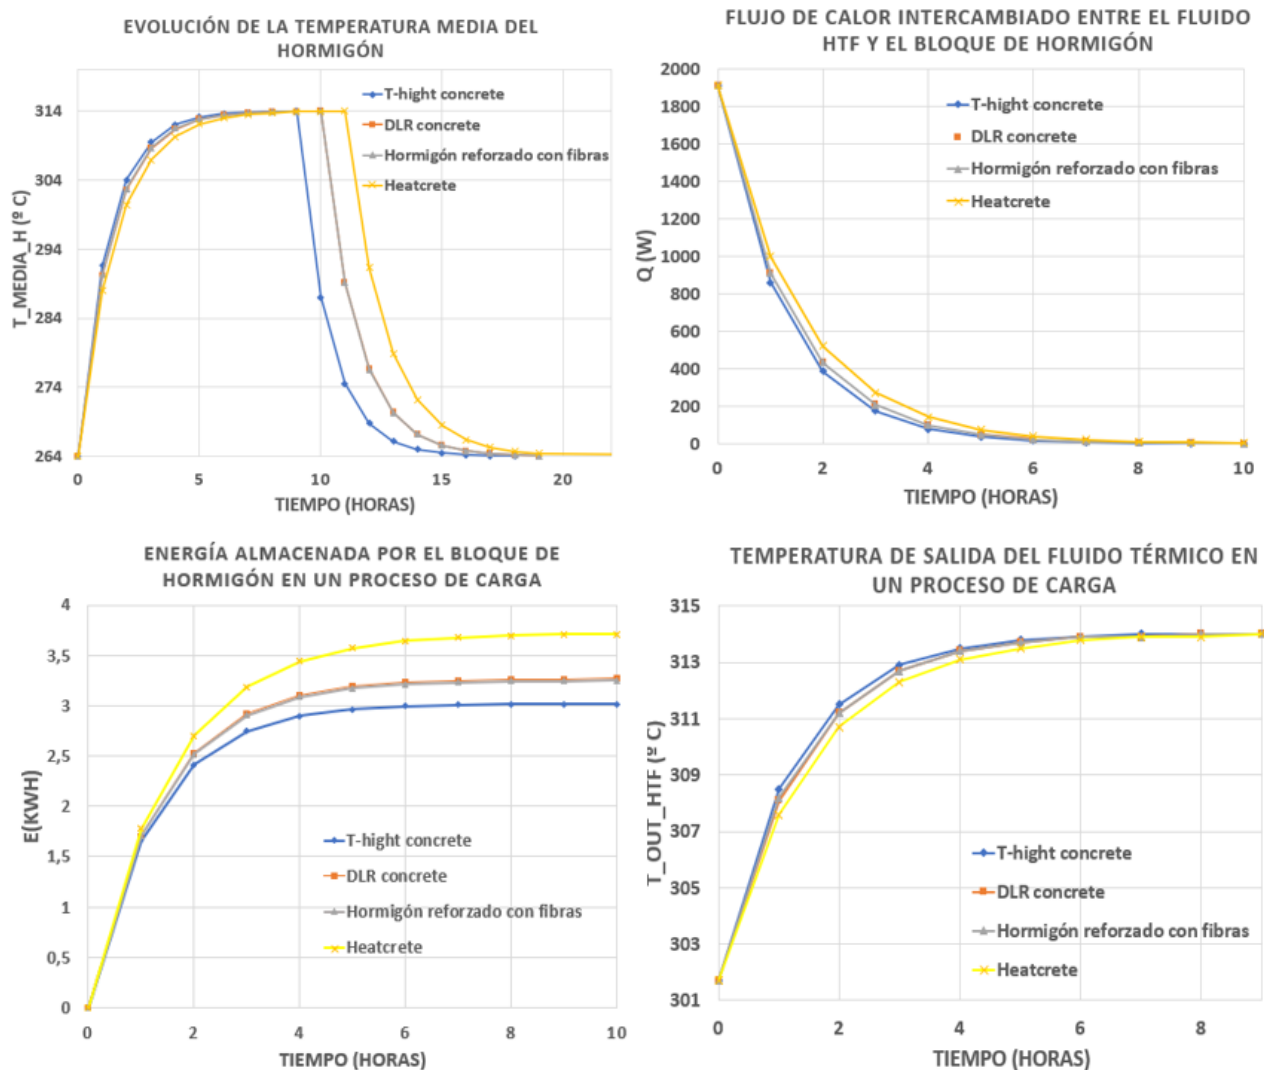 EVOLUCIÓN DE LA TEMPERATURA MEDIA DEL
HORMIGÓN
314
304
294
284
274
264
T_MEDIA_H (º C)
T-hight concrete
DLR concrete
Hormigón reforzado con fibras
Heatcrete
0
5
10
15
20
TIEMPO (HORAS)
FLUJO DE CALOR INTERCAMBIADO ENTRE EL FLUIDO
HTF Y EL BLOQUE DE HORMIGÓN
2000
1800
1600
1400
1200
1000
800
600
400
200
0
Q (W)
T-hight concrete
DLR concrete
Hormigón reforzado con fibras
Heatcrete
0
2
4
6
8
10
TIEMPO (HORAS)
ENERGÍA ALMACENADA POR EL BLOQUE DE
HORMIGÓN EN UN PROCESO DE CARGA
4
3,5
3
2,5
2
1,5
1
0,5
0
E(KWH)
T-hight concrete
DLR concrete
Hormigón reforzado con fibras
Heatcrete
0
2
4
6
8
10
TIEMPO (HORAS)
TEMPERATURA DE SALIDA DEL FLUIDO TÉRMICO EN
UN PROCESO DE CARGA
315
313
311
309
307
305
303
301
T_OUT_HTF (º C)
T-hight concrete
DLR concrete
Hormigón reforzado con fibras
Heatcrete
0
2
4
6
8
TIEMPO (HORAS)